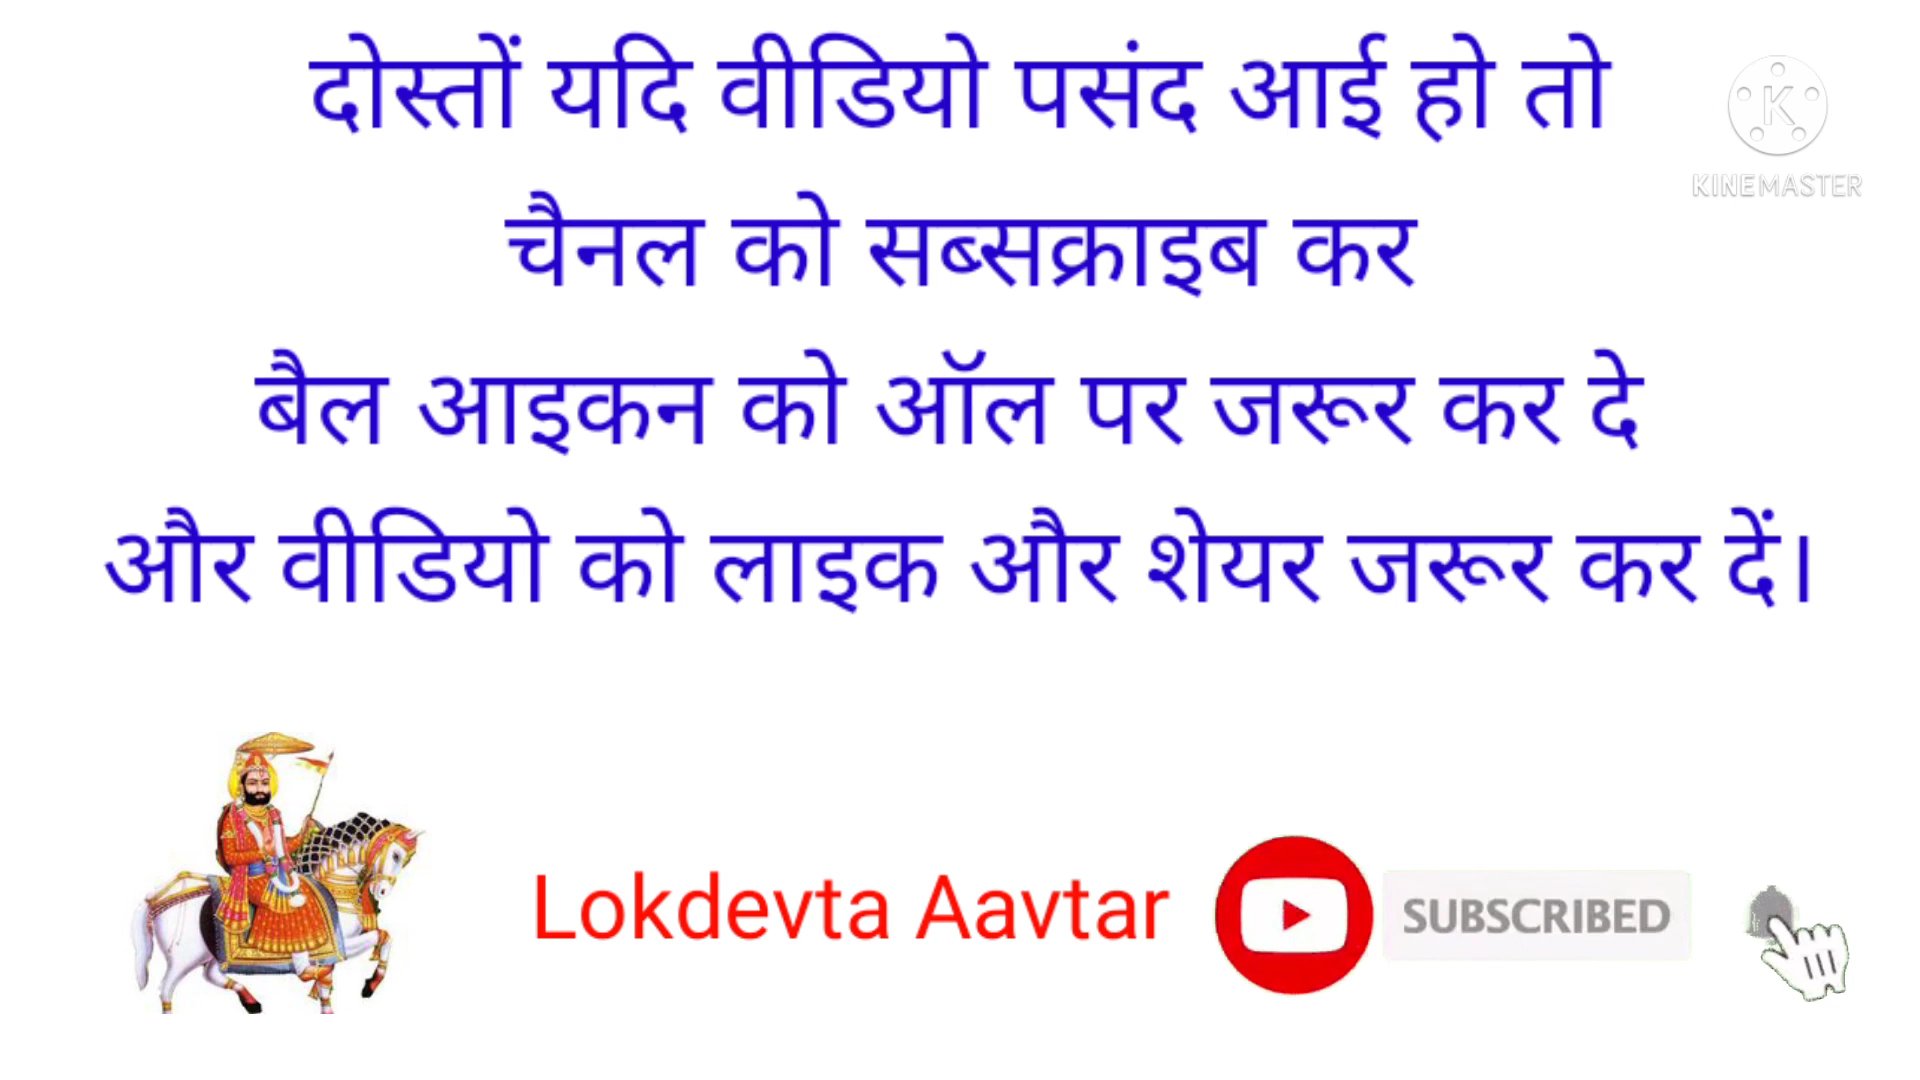 दोस्तों यदि वीडियो पसंद आई हो तो
चैनल को सब्सक्राइब कर
बैल आइकन को ऑल पर जरूर कर दे
और वीडियो को लाइक और शेयर जरूर कर दें।
K
KINEMASTER
Lokdevta Aavtar
SUBSCRIBED